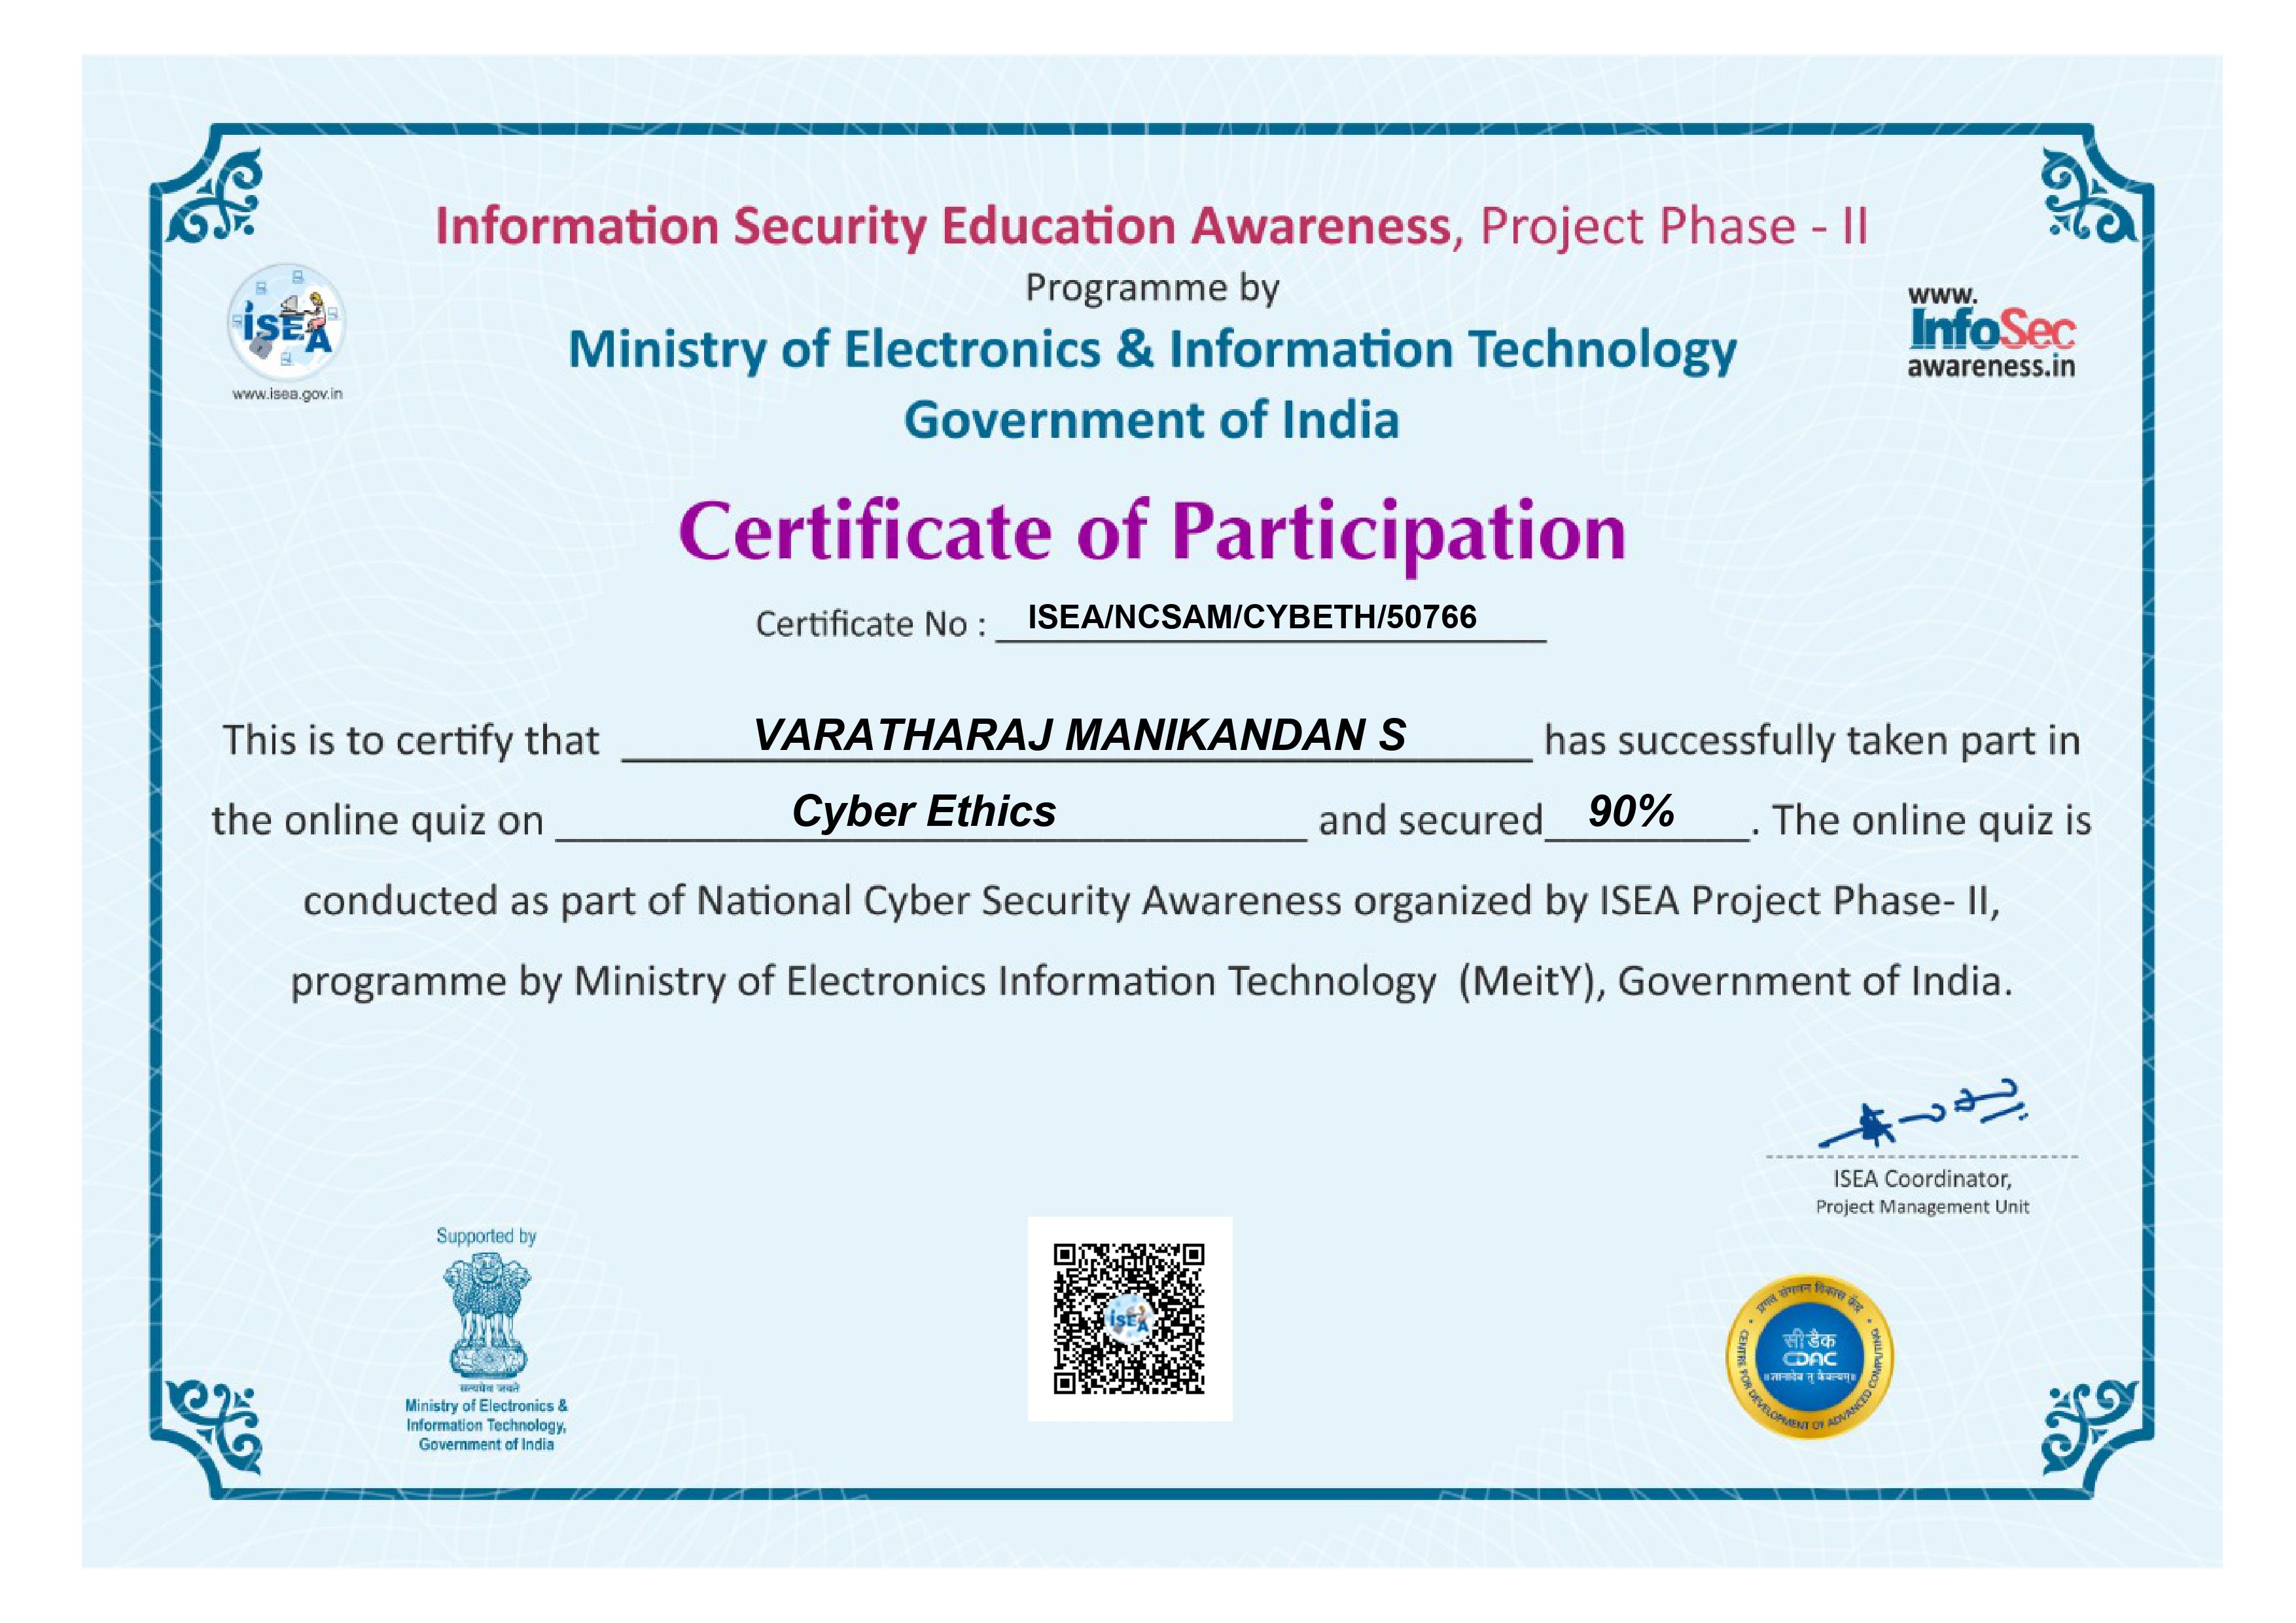 Information Security Education Awareness, Project Phase - II
Programme by
Ministry of Electronics & Information Technology
Government of India
iSEA
www.isea.gov.in
www.
InfoSec
awareness.in
Certificate of Participation
Certificate No : ISEA/NCSAM/CYBETH/50766
This is to certify that VARATHARAJ MANIKANDAN S has successfully taken part in
the online quiz on Cyber Ethics and secured 90%. The online quiz is
conducted as part of National Cyber Security Awareness organized by ISEA Project Phase- II,
programme by Ministry of Electronics Information Technology (MeitY), Government of India.
ISEA Coordinator,
Project Management Unit
Supported by
सत्यमेव जयते
Ministry of Electronics &
Information Technology,
Government of India
iSEA
प्रगत संगणन विकास केंद्र
सी डैक
CDAC
॥ज्ञानादेव तु कैवल्यम्॥
CENTRE FOR DEVELOPMENT OF ADVANCED COMPUTING